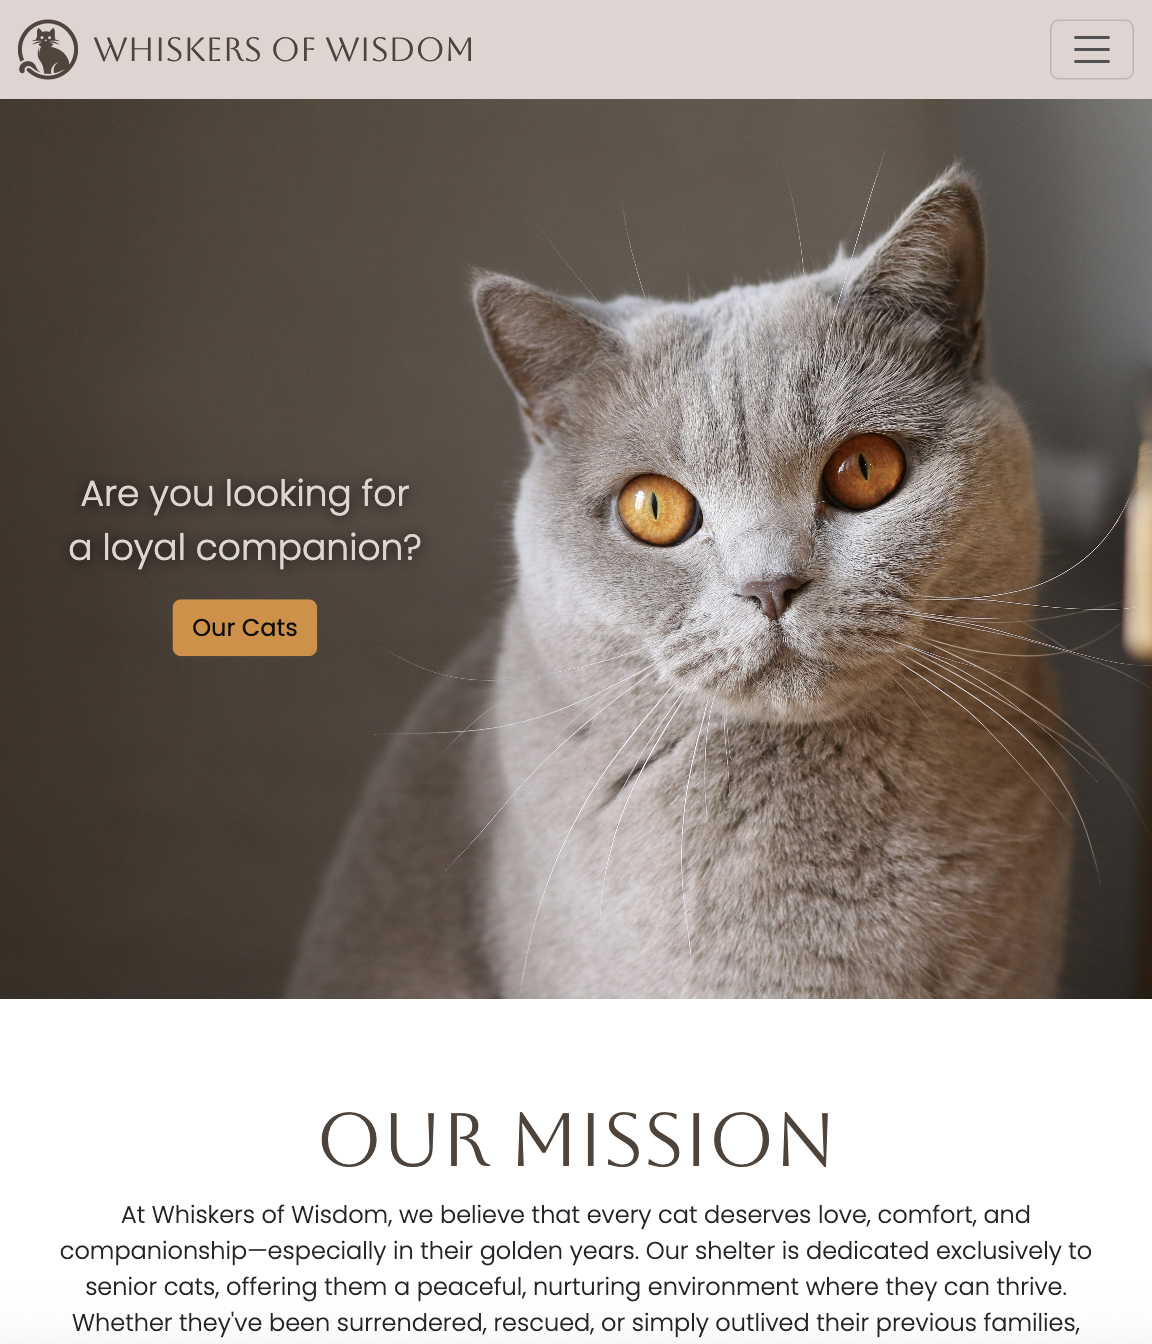 WHISKERS OF WISDOM
Are you looking for
a loyal companion?
Our Cats
OUR MISSION
At Whiskers of Wisdom, we believe that every cat deserves love, comfort, and
companionship—especially in their golden years. Our shelter is dedicated exclusively to
senior cats, offering them a peaceful, nurturing environment where they can thrive.
Whether they've been surrendered, rescued, or simply outlived their previous families,